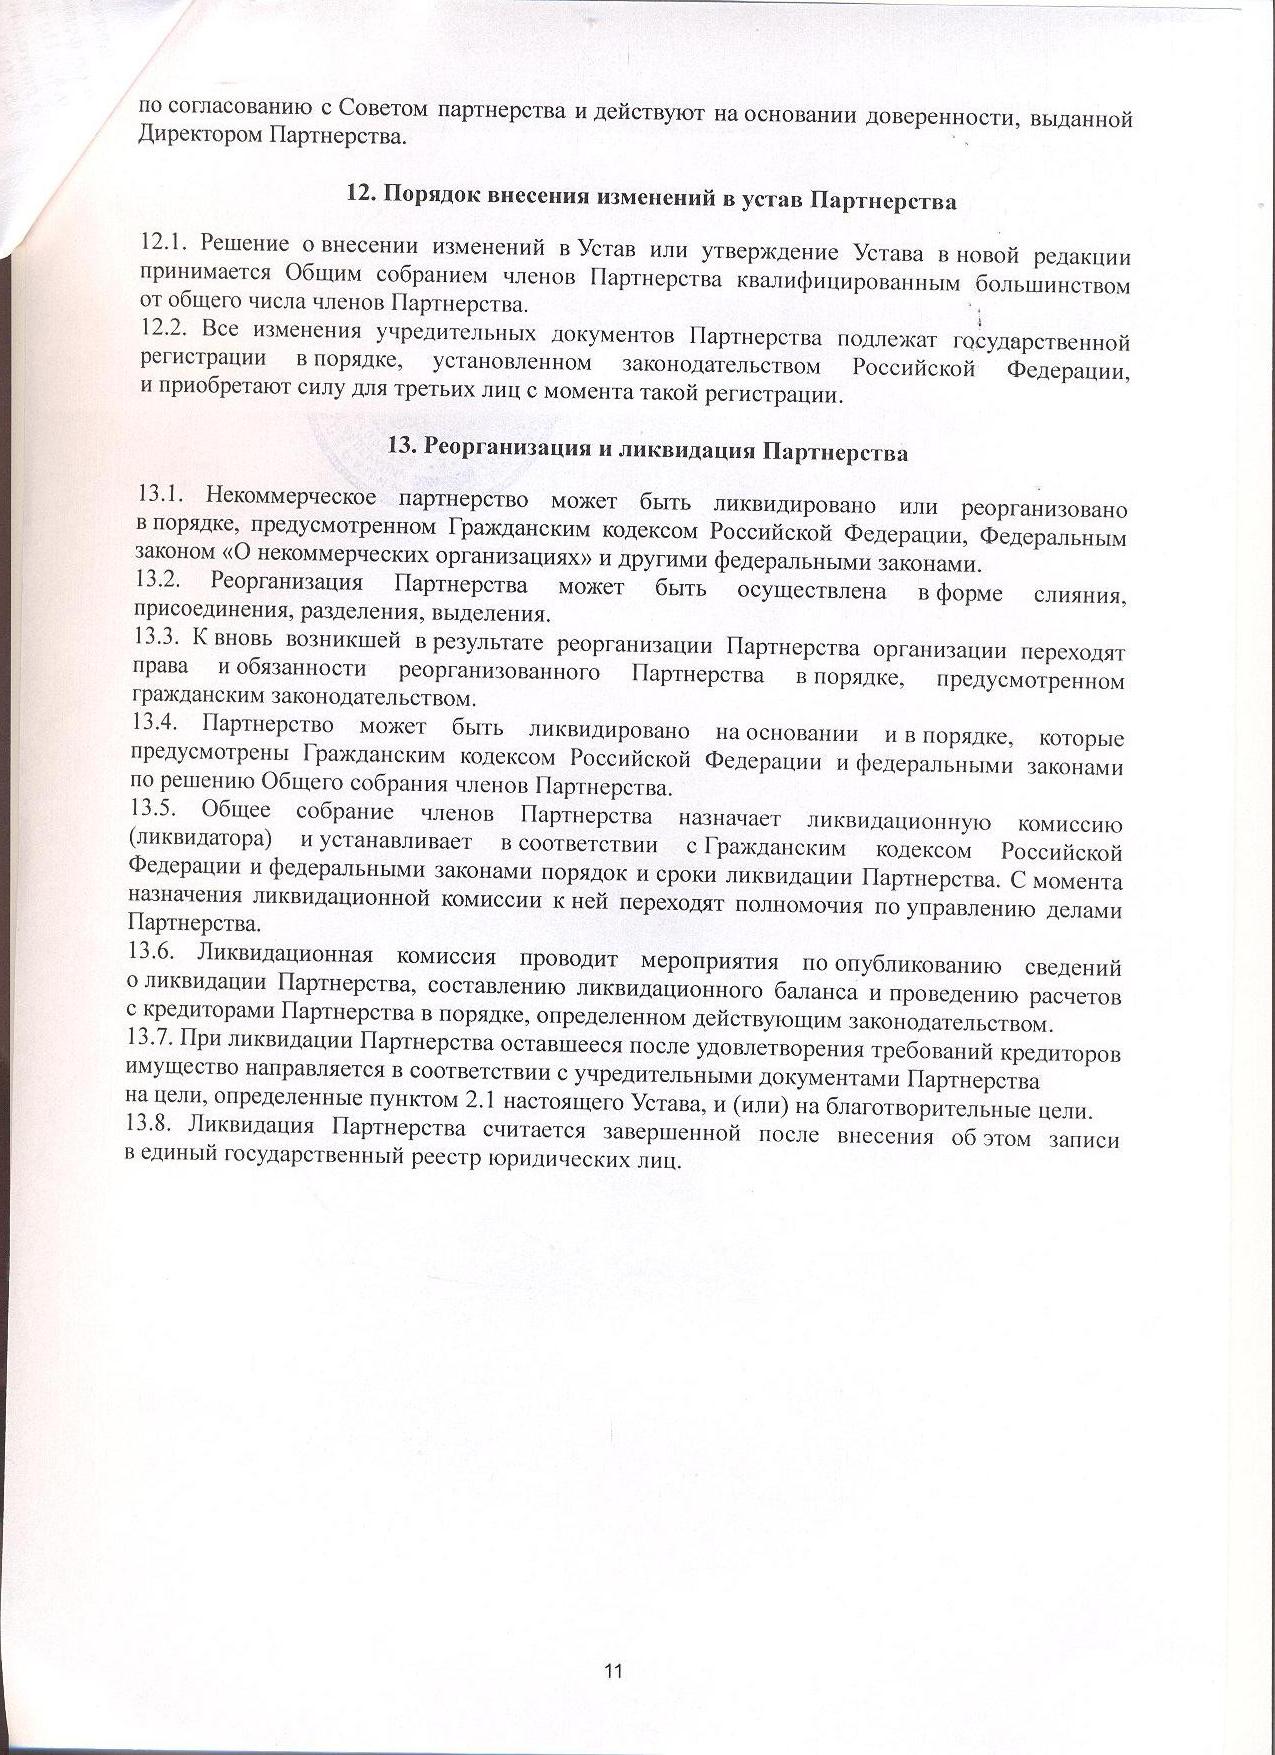 по согласованию с Советом партнерства и действуют на основании доверенности, выданной
Директором Партнерства.
12. Порядок внесения изменений в устав Партнерства
12.1. Решение о внесении изменений в Устав или утверждение Устава в новой редакции
принимается Общим собранием членов Партнерства квалифицированным большинством
от общего числа членов Партнерства.
12.2. Все изменения учредительных документов Партнерства подлежат государственной
регистрации в порядке, установленном законодательством Российской Федерации,
и приобретают силу для третьих лиц с момента такой регистрации.
13. Реорганизация и ликвидация Партнерства
13.1. Некоммерческое партнерство может быть ликвидировано или реорганизовано
в порядке, предусмотренном Гражданским кодексом Российской Федерации, Федеральным
законом «О некоммерческих организациях» и другими федеральными законами.
13.2. Реорганизация Партнерства может быть осуществлена в форме слияния,
присоединения, разделения, выделения.
13.3. К вновь возникшей в результате реорганизации Партнерства организации переходят
права и обязанности реорганизованного Партнерства в порядке, предусмотренном
гражданским законодательством.
13.4. Партнерство может быть ликвидировано на основании и в порядке, которые
предусмотрены Гражданским кодексом Российской Федерации и федеральными законами
по решению Общего собрания членов Партнерства.
13.5. Общее собрание членов Партнерства назначает ликвидационную комиссию
(ликвидатора) и устанавливает в соответствии с Гражданским кодексом Российской
Федерации и федеральными законами порядок и сроки ликвидации Партнерства. С момента
назначения ликвидационной комиссии к ней переходят полномочия по управлению делами
Партнерства.
13.6. Ликвидационная комиссия проводит мероприятия по опубликованию сведений
о ликвидации Партнерства, составлению ликвидационного баланса и проведению расчетов
с кредиторами Партнерства в порядке, определенном действующим законодательством.
13.7. При ликвидации Партнерства оставшееся после удовлетворения требований кредиторов
имущество направляется в соответствии с учредительными документами Партнерства
на цели, определенные пунктом 2.1 настоящего Устава, и (или) на благотворительные цели.
13.8. Ликвидация Партнерства считается завершенной после внесения об этом записи
в единый государственный реестр юридических лиц.
11